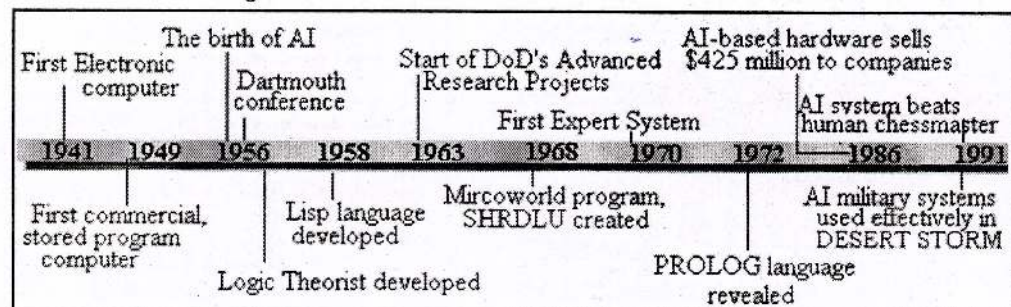 The birth of AI
First Electronic
computer
Dartmouth
conference
Start of DoD's Advanced
Research Projects
First Expert System
AI-based hardware sells
$425 million to companies
AI system beats
human chessmaster
1941 1949 1956 1958 1963 1968 1970 1972 1986 1991
First commercial,
stored program
computer
Logic Theorist developed
Lisp language
developed
Mircoworld program,
SHRDLU created
PROLOG language
revealed
AI military systems
used effectively in
DESERT STORM